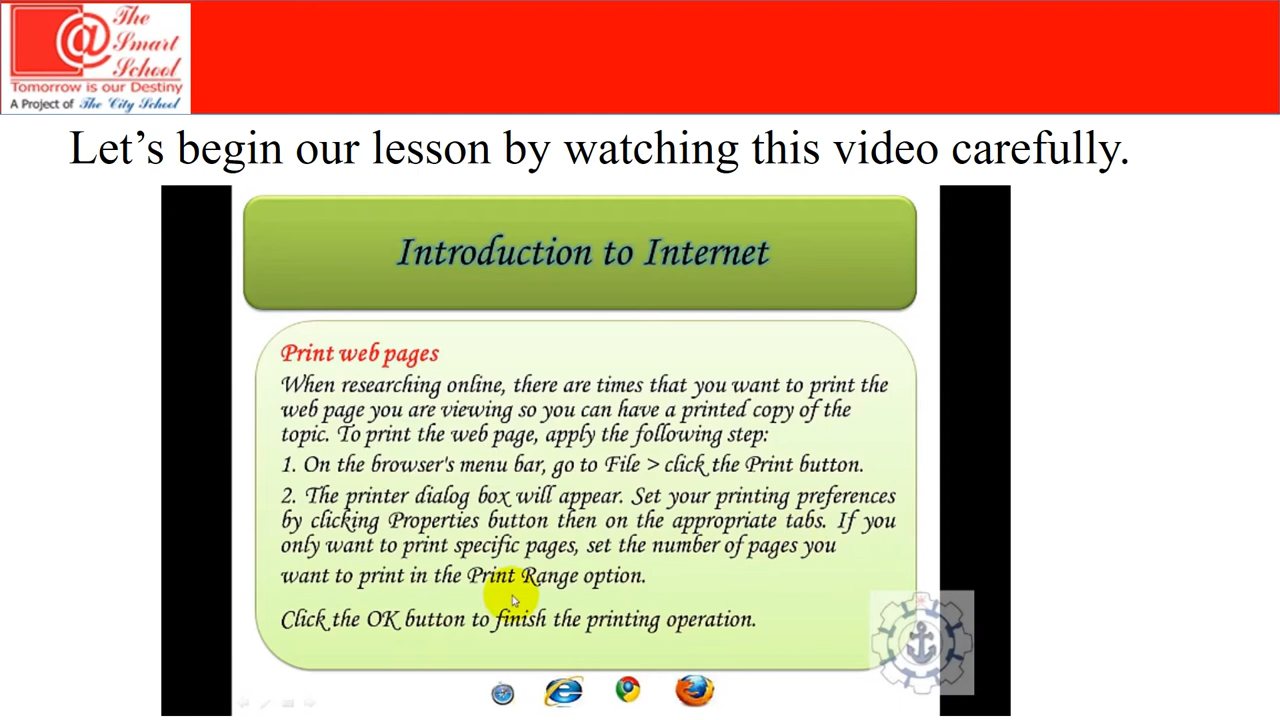 The
Smart
School
Tomorrow is our Destiny
A Project of The City School
Let’s begin our lesson by watching this video carefully.
Introduction to Internet
Print web pages
When researching online, there are times that you want to print the
web page you are viewing so you can have a printed copy of the
topic. To print the web page, apply the following step:
1. On the browser's menu bar, go to File > click the Print button.
2. The printer dialog box will appear. Set your printing preferences
by clicking Properties button then on the appropriate tabs. If you
only want to print specific pages, set the number of pages you
want to print in the Print Range option.
Click the OK button to finish the printing operation.